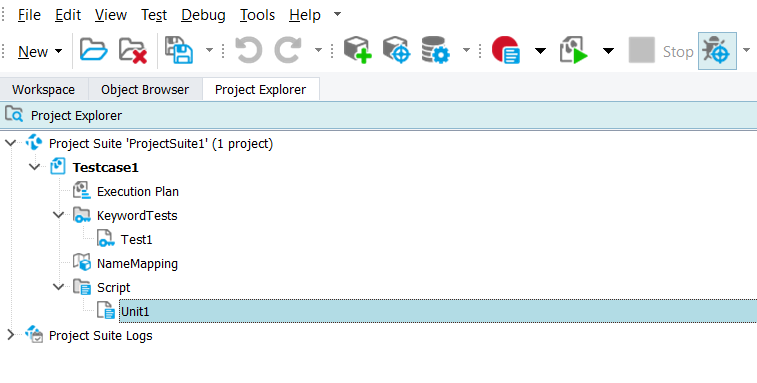 File Edit View Test Debug Tools Help
New Stop
Workspace Object Browser Project Explorer
Project Explorer
Project Suite 'ProjectSuite1' (1 project)
Testcase1
Execution Plan
KeywordTests
Test1
NameMapping
Script
Unit1
Project Suite Logs